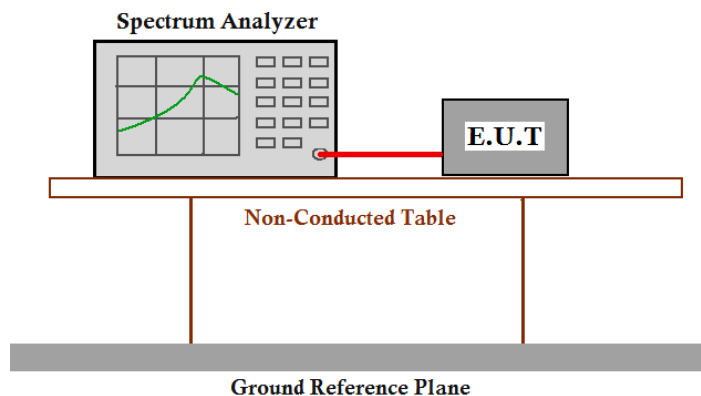 Spectrum Analyzer
E.U.T
Non-Conducted Table
Ground Reference Plane